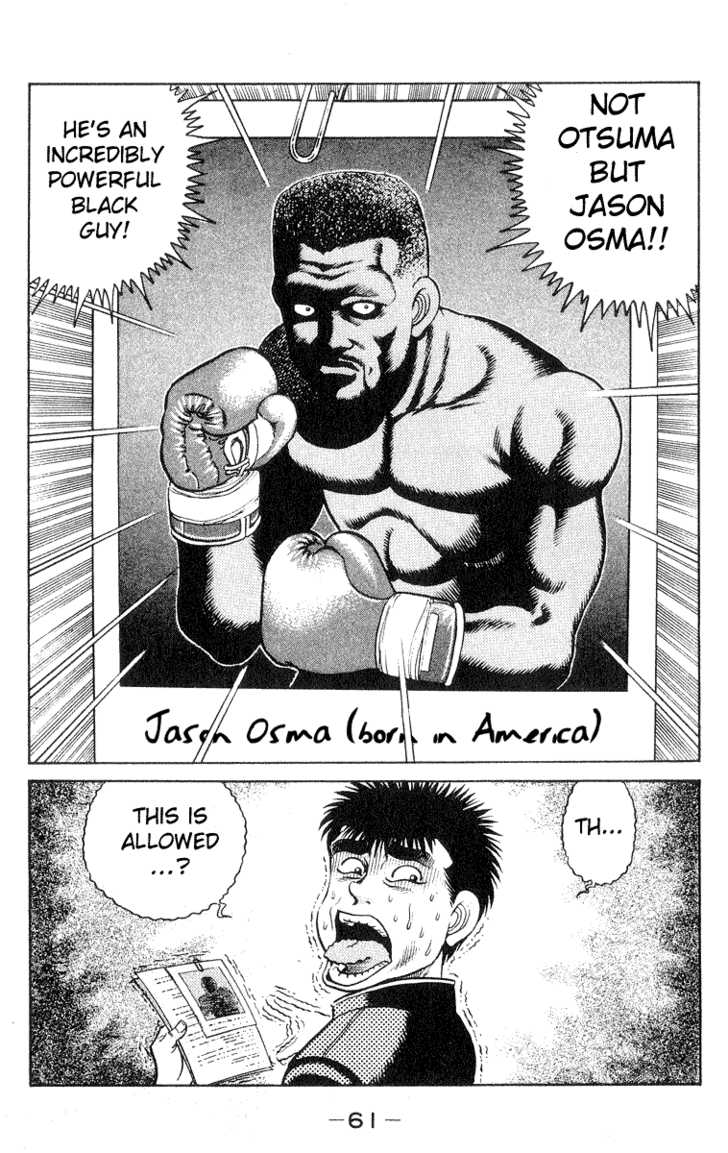 NOT
OTSUMA
BUT
JASON
OSMA!!
HE'S AN
INCREDIBLY
POWERFUL
BLACK
GUY!
Jason Osma (born in America)
TH...
THIS IS
ALLOWED
...?
—61—